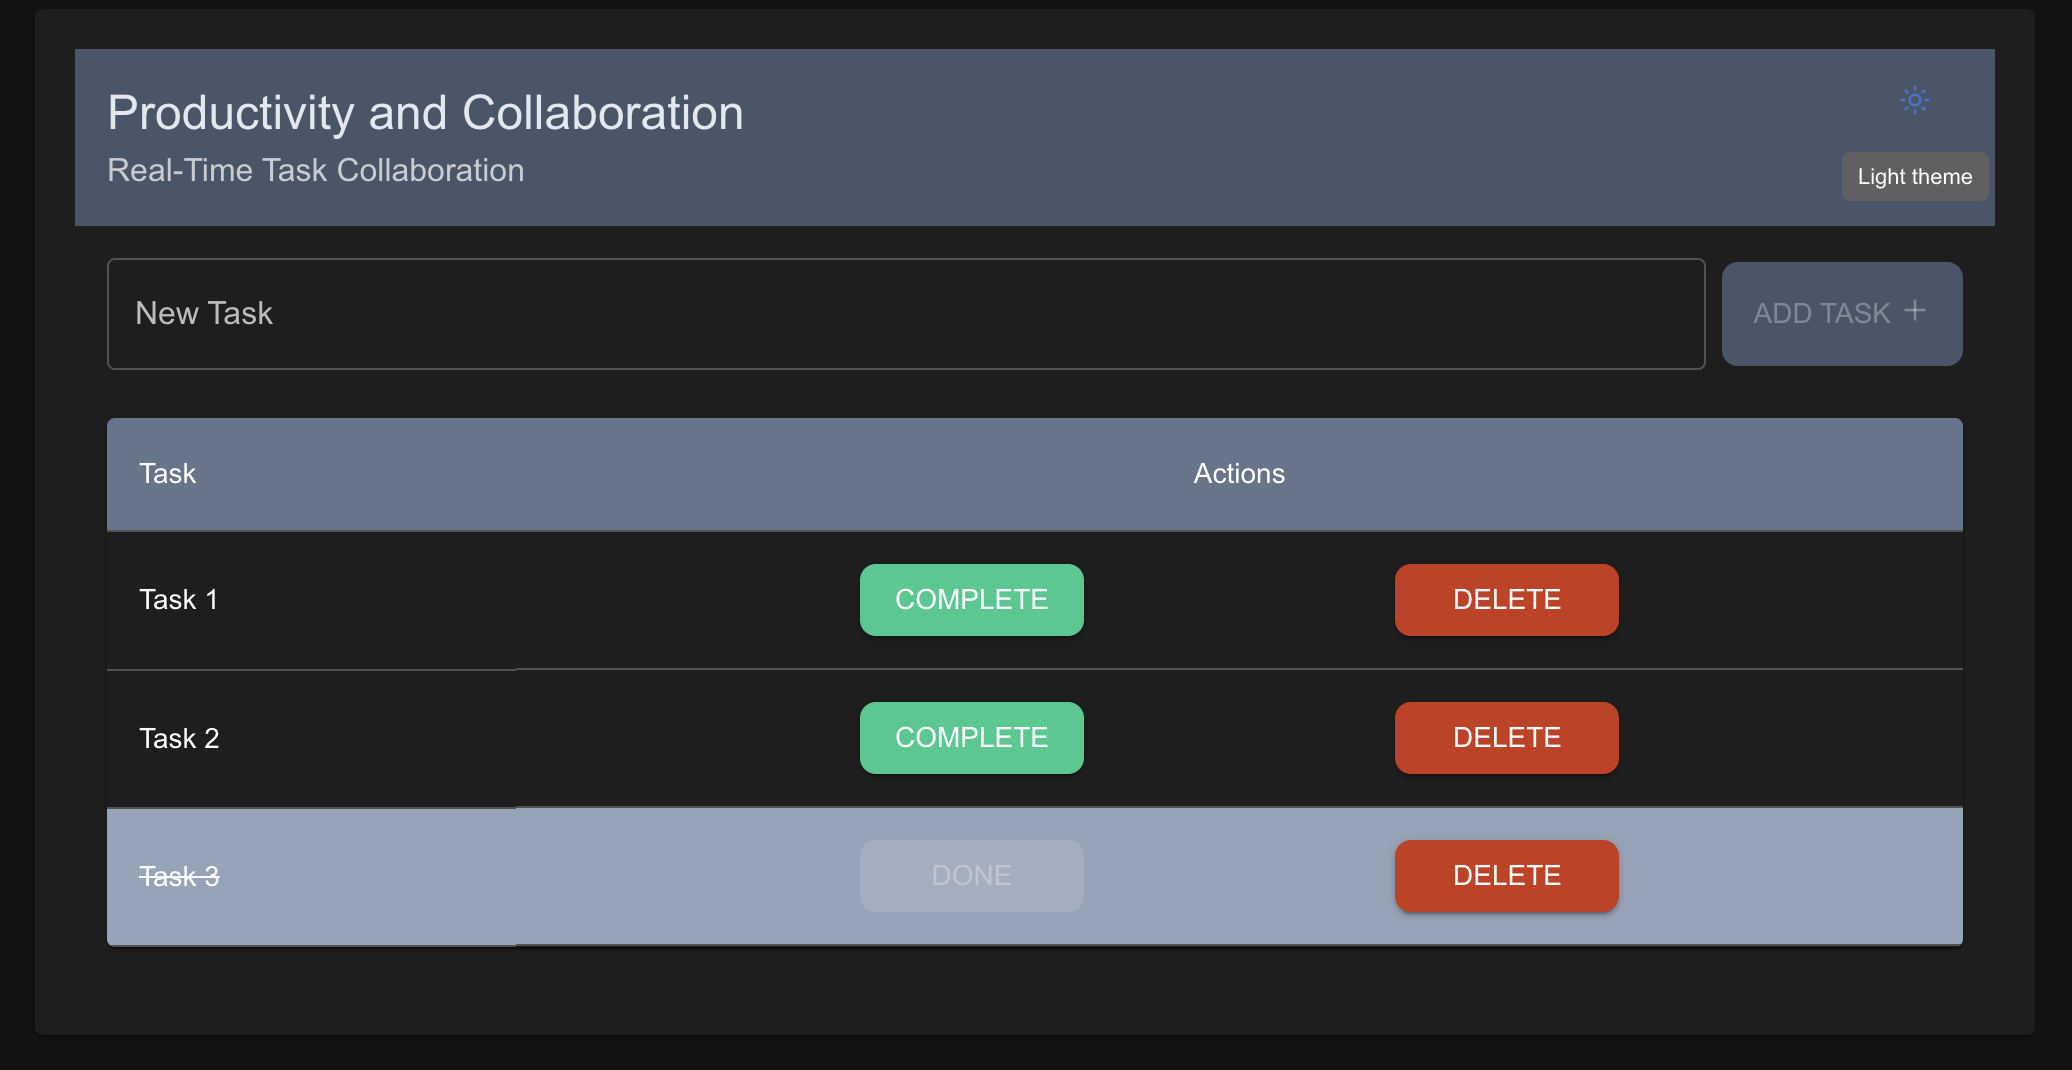 Productivity and Collaboration
Real-Time Task Collaboration
Light theme
New Task
ADD TASK +
Task Actions
Task 1 COMPLETE DELETE
Task 2 COMPLETE DELETE
Task 3 DONE DELETE